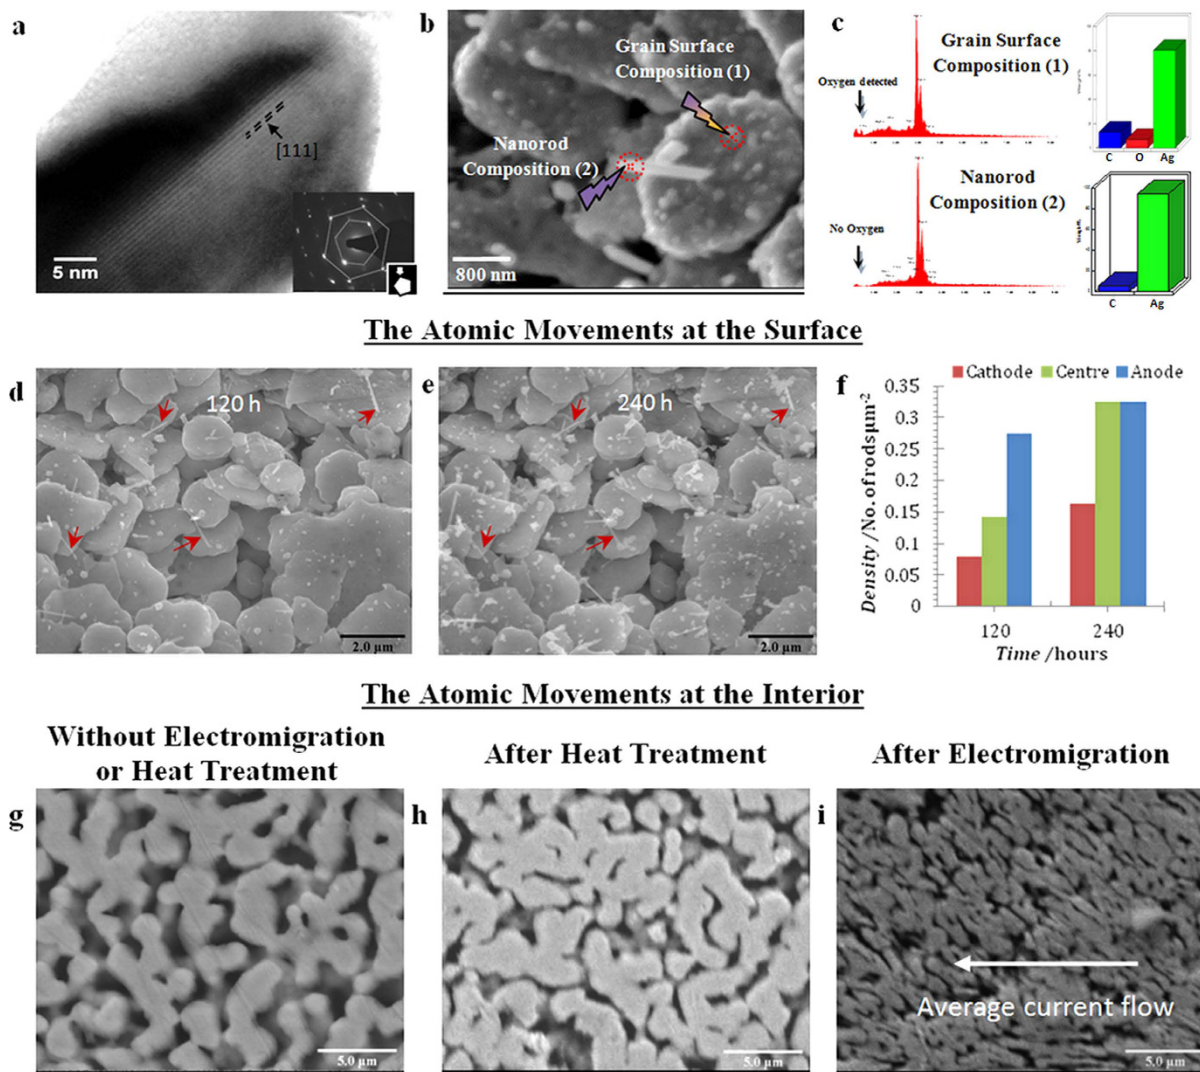 a
[111]
5 nm
b
Grain Surface
Composition (1)
Nanorod
Composition (2)
800 nm
c
Grain Surface
Composition (1)
Oxygen detected
C O Ag
Nanorod
Composition (2)
No Oxygen
C Ag
The Atomic Movements at the Surface
d
120 h
2.0 µm
e
240 h
2.0 µm
f
Cathode Centre Anode
0.35
0.3
0.25
0.2
0.15
0.1
0.05
0
Density /No. of rods µm-2
120 240
Time /hours
The Atomic Movements at the Interior
Without Electromigration
or Heat Treatment
After Heat Treatment
After Electromigration
g
5.0 µm
h
5.0 µm
i
Average current flow
5.0 µm